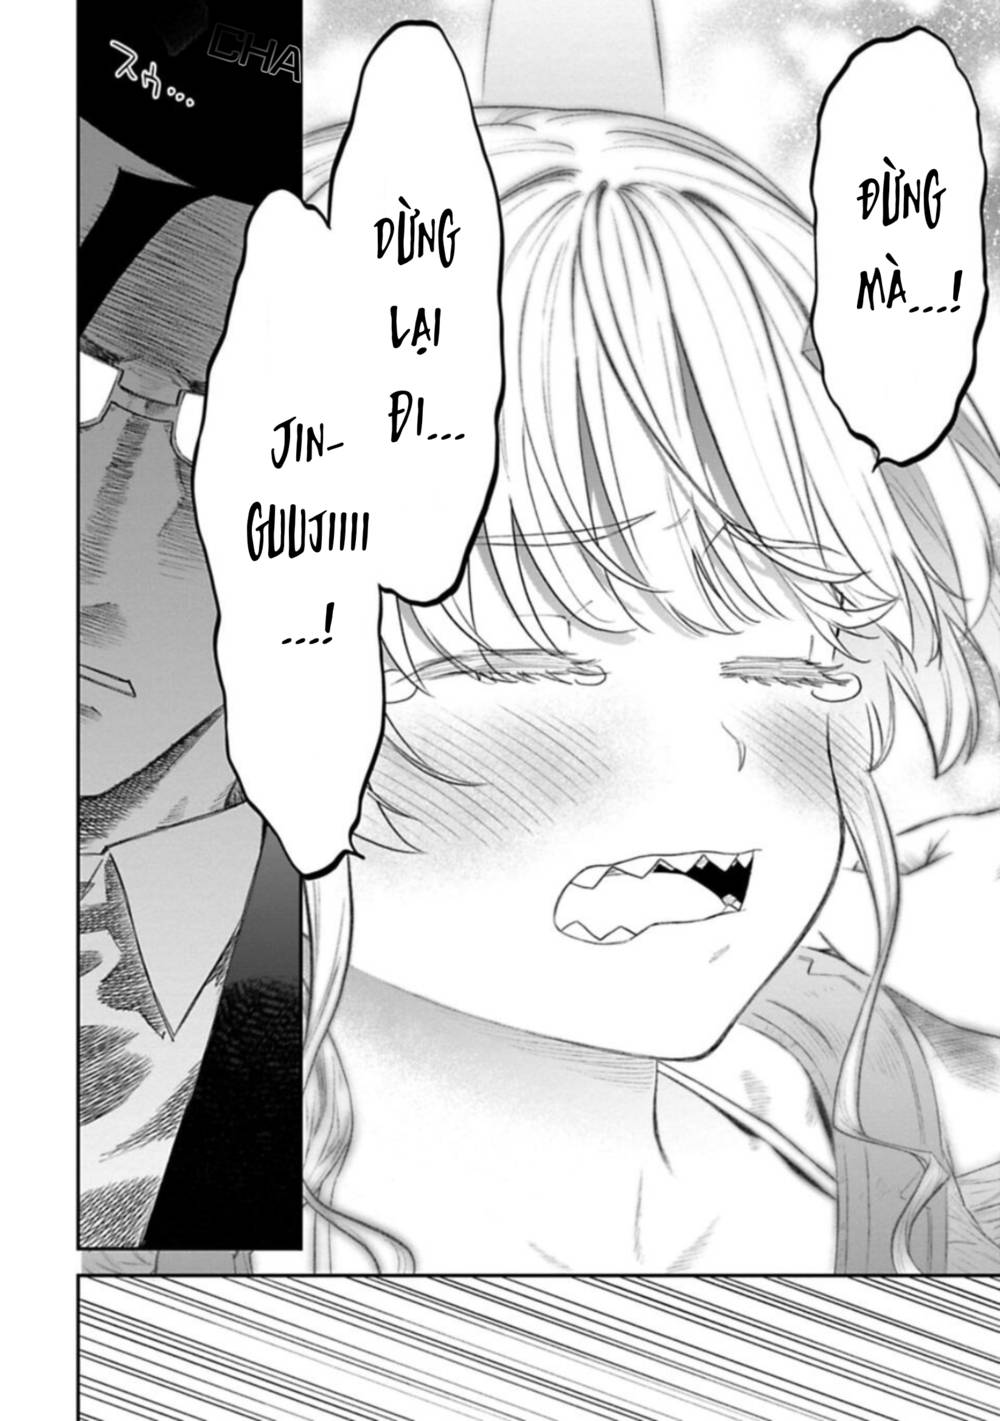 ĐỪNG
MÀ....!
DỪNG
LẠI
ĐI...
JIN-
GUUJIIII
....!
スゥ...
CHA